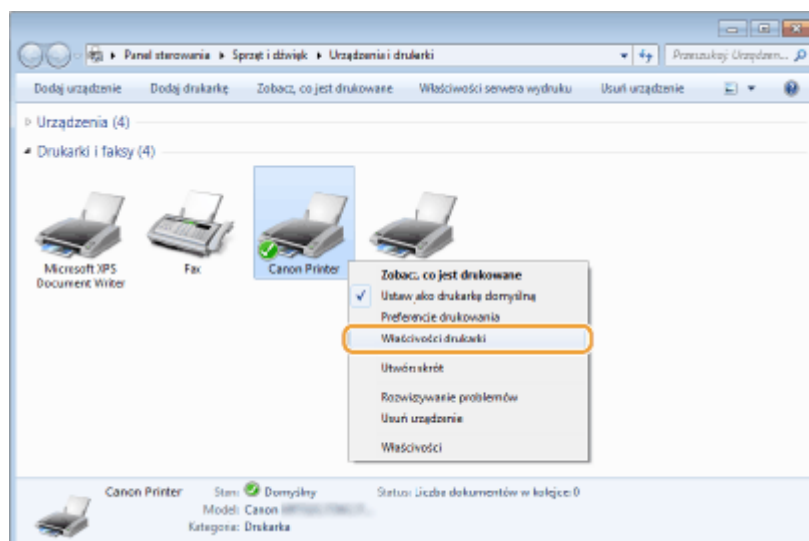 Panel sterowania ▸ Sprzęt i dźwięk ▸ Urządzenia i drukarki
Przeszukaj: Urządzen...
Dodaj urządzenie Dodaj drukarkę Zobacz, co jest drukowane Właściwości serwera wydruku Usuń urządzenie
Urządzenia (4)
Drukarki i faksy (4)
Microsoft XPS
Document Writer
Fax
Canon Printer
Zobacz, co jest drukowane
Ustaw jako drukarkę domyślną
Preferencje drukowania
Właściwości drukarki
Utwórz skrót
Rozwiązywanie problemów
Usuń urządzenie
Właściwości
Canon Printer Stan: Domyślny Status: Liczba dokumentów w kolejce: 0
Model: Canon
Kategoria: Drukarka